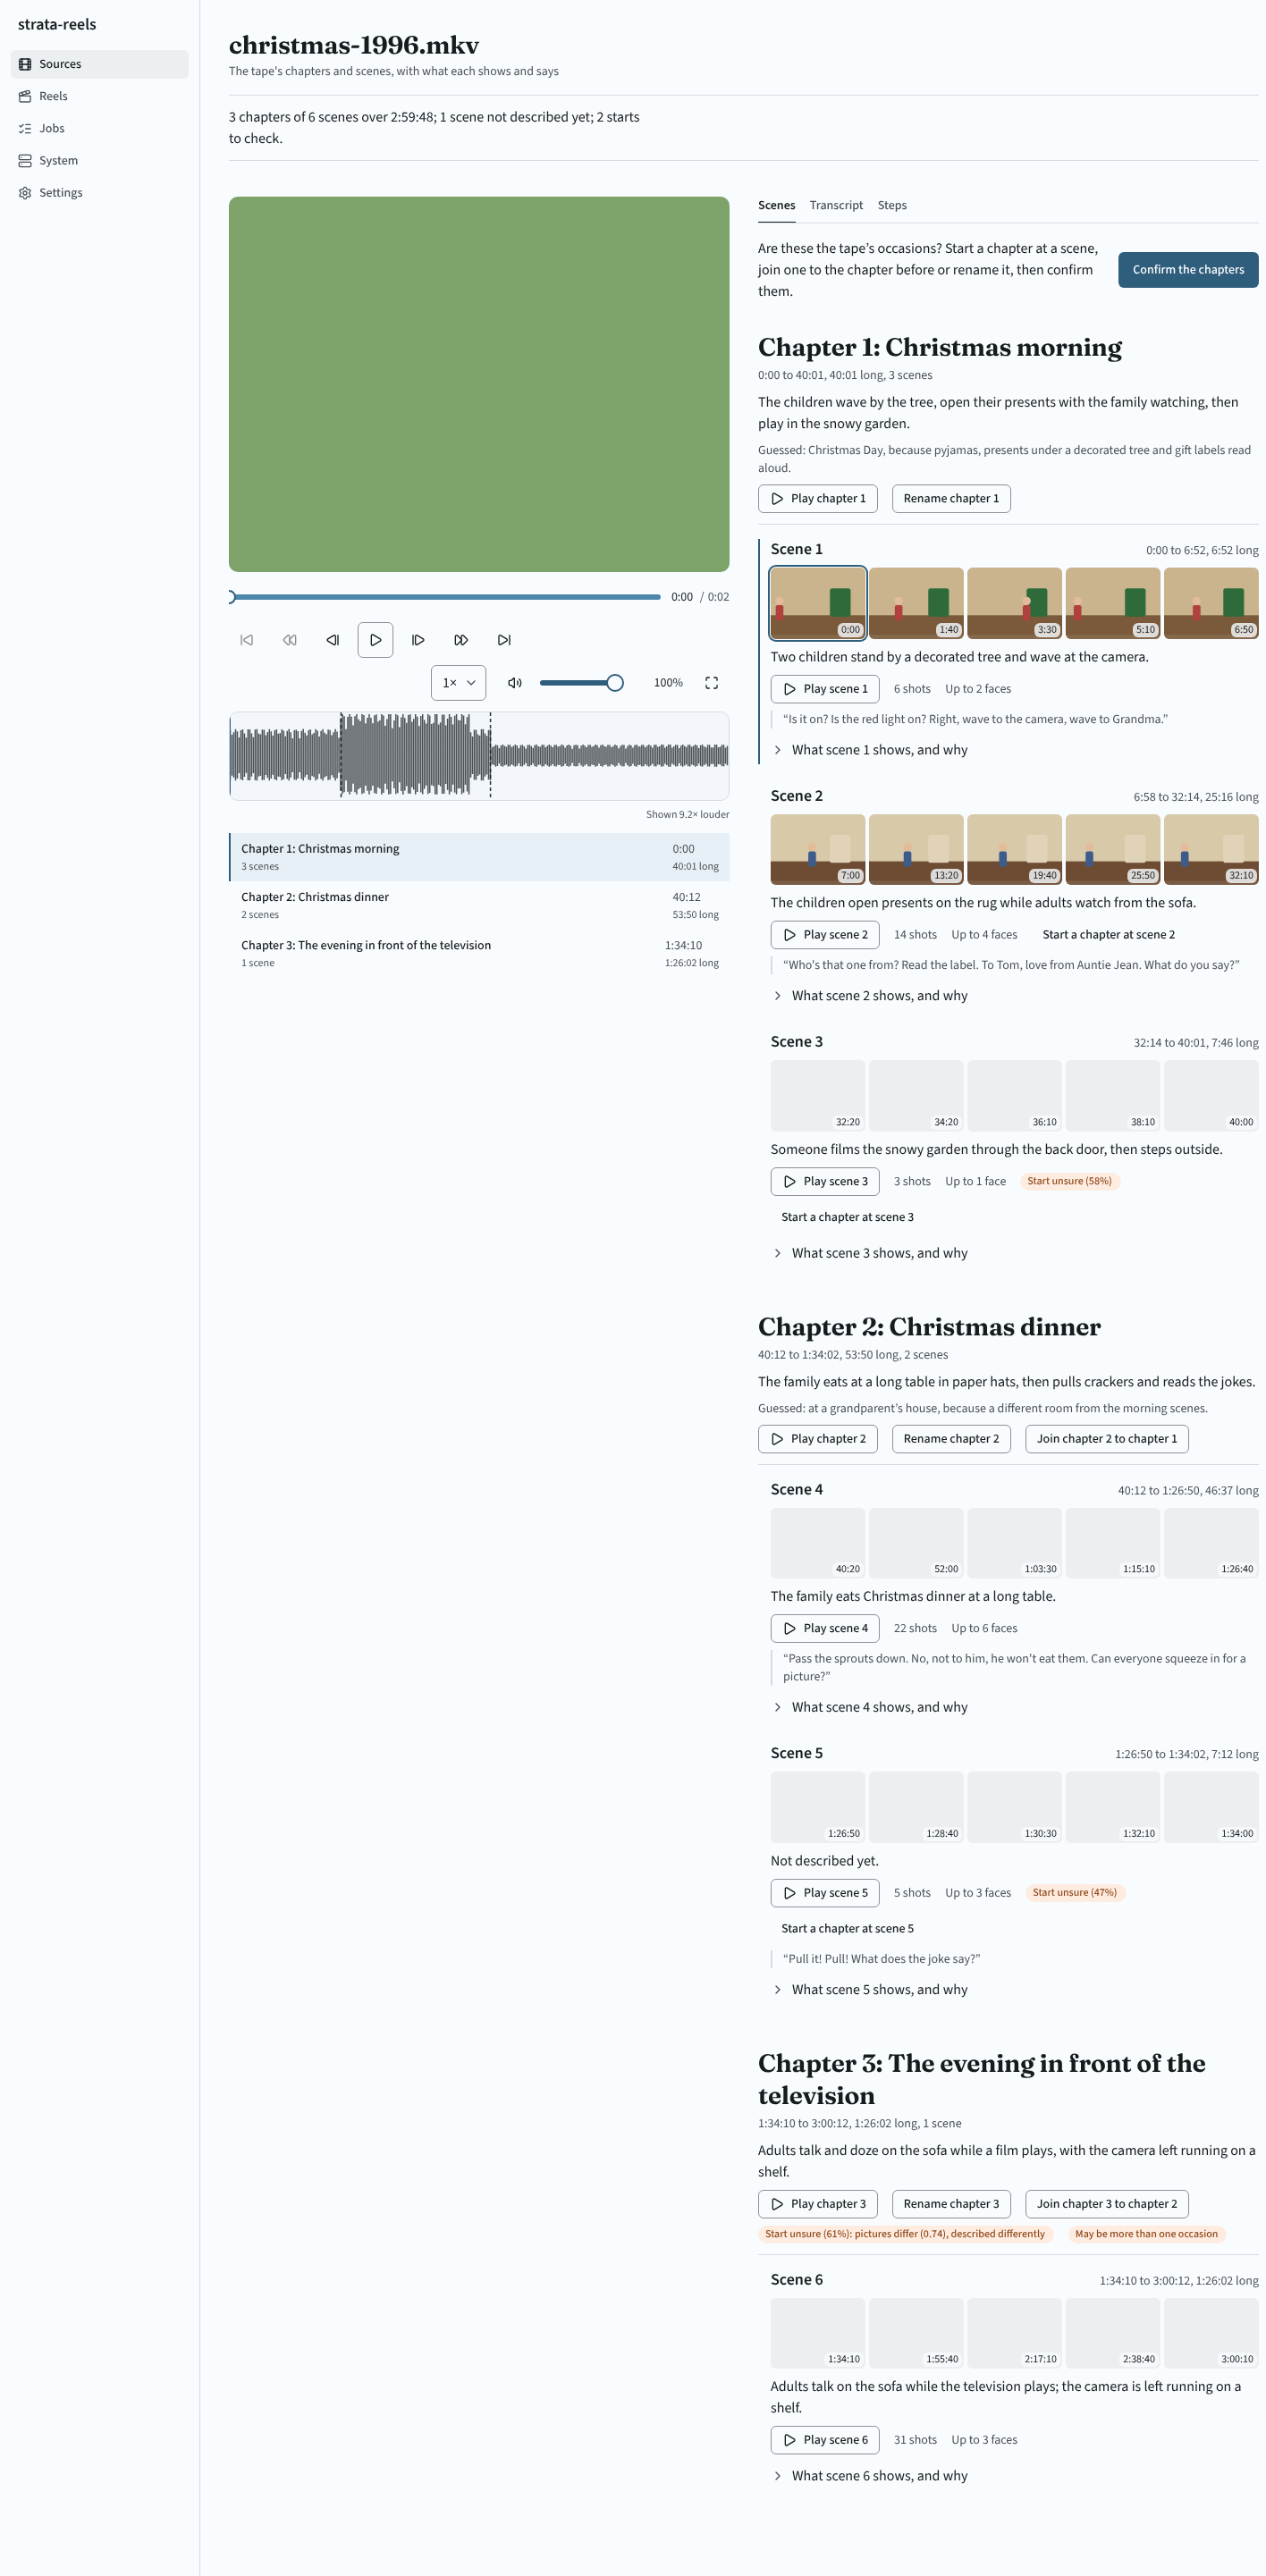 strata-reels
Sources
Reels
Jobs
System
Settings
christmas-1996.mkv
The tape's chapters and scenes, with what each shows and says
3 chapters of 6 scenes over 2:59:48; 1 scene not described yet; 2 starts
to check.
0:00 / 0:02
1×
100%
Shown 9.2× louder
Chapter 1: Christmas morning 0:00
3 scenes 40:01 long
Chapter 2: Christmas dinner 40:12
2 scenes 53:50 long
Chapter 3: The evening in front of the television 1:34:10
1 scene 1:26:02 long
Scenes Transcript Steps
Are these the tape’s occasions? Start a chapter at a scene,
join one to the chapter before or rename it, then confirm
them.
Confirm the chapters
Chapter 1: Christmas morning
0:00 to 40:01, 40:01 long, 3 scenes
The children wave by the tree, open their presents with the family watching, then
play in the snowy garden.
Guessed: Christmas Day, because pyjamas, presents under a decorated tree and gift labels read
aloud.
Play chapter 1 Rename chapter 1
Scene 1 0:00 to 6:52, 6:52 long
0:00 1:40 3:30 5:10 6:50
Two children stand by a decorated tree and wave at the camera.
Play scene 1 6 shots Up to 2 faces
“Is it on? Is the red light on? Right, wave to the camera, wave to Grandma.”
What scene 1 shows, and why
Scene 2 6:58 to 32:14, 25:16 long
7:00 13:20 19:40 25:50 32:10
The children open presents on the rug while adults watch from the sofa.
Play scene 2 14 shots Up to 4 faces Start a chapter at scene 2
“Who's that one from? Read the label. To Tom, love from Auntie Jean. What do you say?”
What scene 2 shows, and why
Scene 3 32:14 to 40:01, 7:46 long
32:20 34:20 36:10 38:10 40:00
Someone films the snowy garden through the back door, then steps outside.
Play scene 3 3 shots Up to 1 face Start unsure (58%)
Start a chapter at scene 3
What scene 3 shows, and why
Chapter 2: Christmas dinner
40:12 to 1:34:02, 53:50 long, 2 scenes
The family eats at a long table in paper hats, then pulls crackers and reads the jokes.
Guessed: at a grandparent’s house, because a different room from the morning scenes.
Play chapter 2 Rename chapter 2 Join chapter 2 to chapter 1
Scene 4 40:12 to 1:26:50, 46:37 long
40:20 52:00 1:03:30 1:15:10 1:26:40
The family eats Christmas dinner at a long table.
Play scene 4 22 shots Up to 6 faces
“Pass the sprouts down. No, not to him, he won't eat them. Can everyone squeeze in for a
picture?”
What scene 4 shows, and why
Scene 5 1:26:50 to 1:34:02, 7:12 long
1:26:50 1:28:40 1:30:30 1:32:10 1:34:00
Not described yet.
Play scene 5 5 shots Up to 3 faces Start unsure (47%)
Start a chapter at scene 5
“Pull it! Pull! What does the joke say?”
What scene 5 shows, and why
Chapter 3: The evening in front of the
television
1:34:10 to 3:00:12, 1:26:02 long, 1 scene
Adults talk and doze on the sofa while a film plays, with the camera left running on a
shelf.
Play chapter 3 Rename chapter 3 Join chapter 3 to chapter 2
Start unsure (61%): pictures differ (0.74), described differently May be more than one occasion
Scene 6 1:34:10 to 3:00:12, 1:26:02 long
1:34:10 1:55:40 2:17:10 2:38:40 3:00:10
Adults talk on the sofa while the television plays; the camera is left running on a
shelf.
Play scene 6 31 shots Up to 3 faces
What scene 6 shows, and why